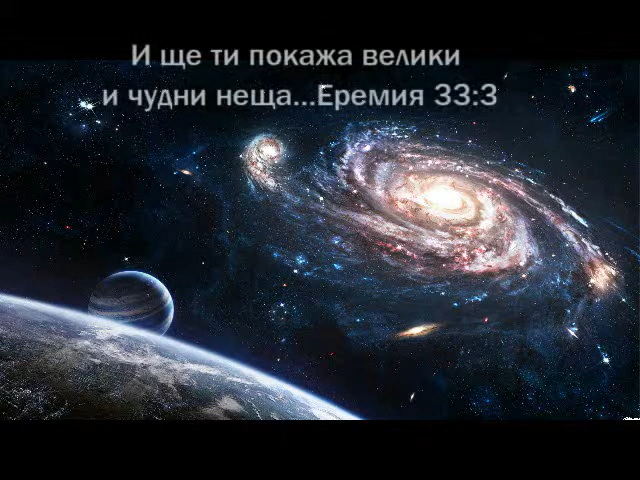 И ще ти покажа велики
и чудни неща...Еремия 33:3